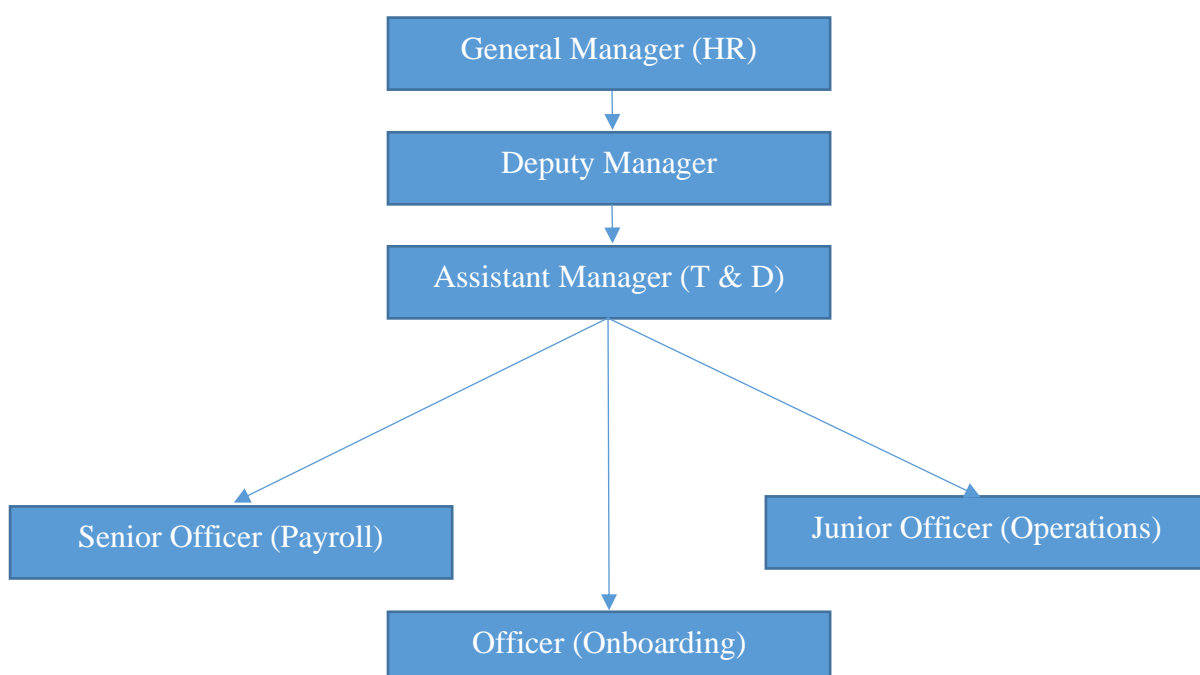 General Manager (HR)
Deputy Manager
Assistant Manager (T & D)
Senior Officer (Payroll)
Junior Officer (Operations)
Officer (Onboarding)